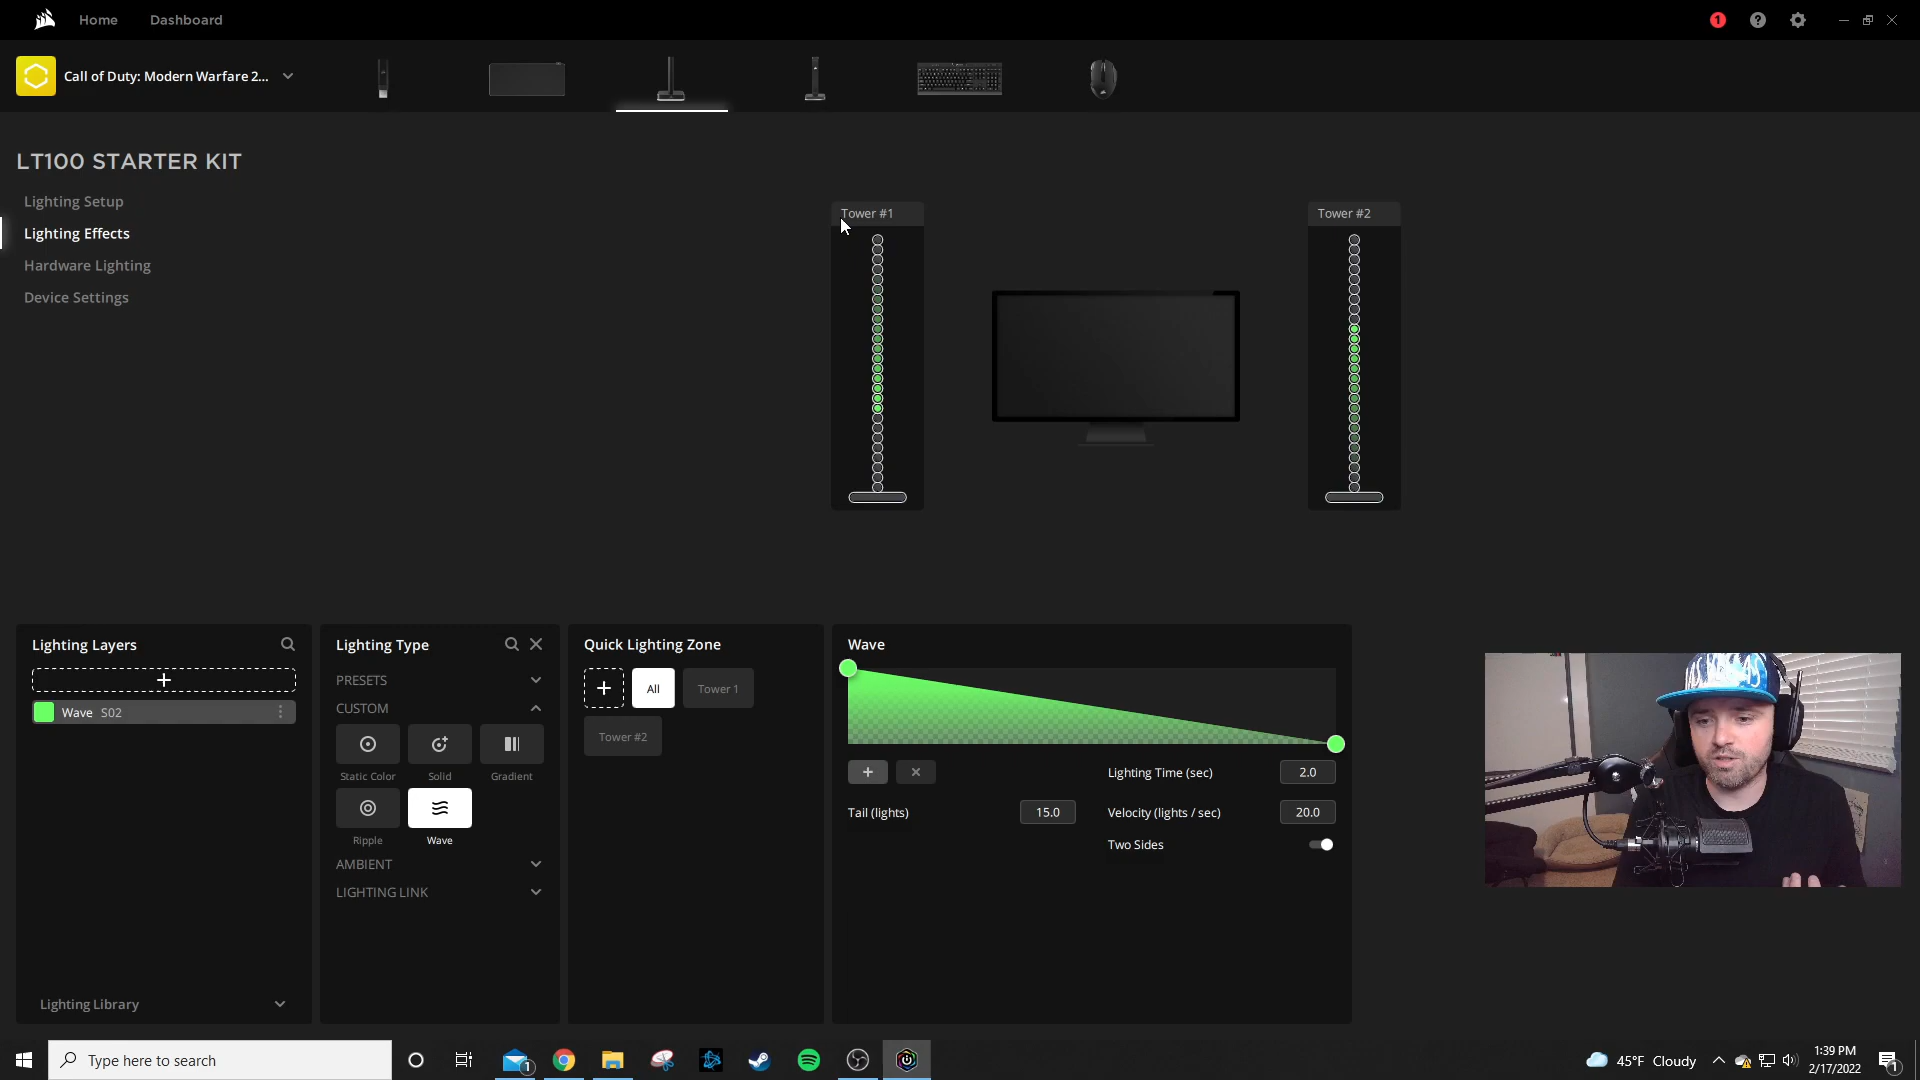 Home Dashboard
1
Call of Duty: Modern Warfare 2...
LT100 STARTER KIT
Lighting Setup
Lighting Effects
Hardware Lighting
Device Settings
Tower #1
Tower #2
Lighting Layers
Wave S02
Lighting Library
Lighting Type
PRESETS
CUSTOM
Static Color Solid Gradient
Ripple Wave
AMBIENT
LIGHTING LINK
Quick Lighting Zone
All Tower 1
Tower #2
Wave
Lighting Time (sec) 2.0
Tail (lights) 15.0 Velocity (lights / sec) 20.0
Two Sides
Type here to search
1
45°F Cloudy
1:39 PM
2/17/2022
1